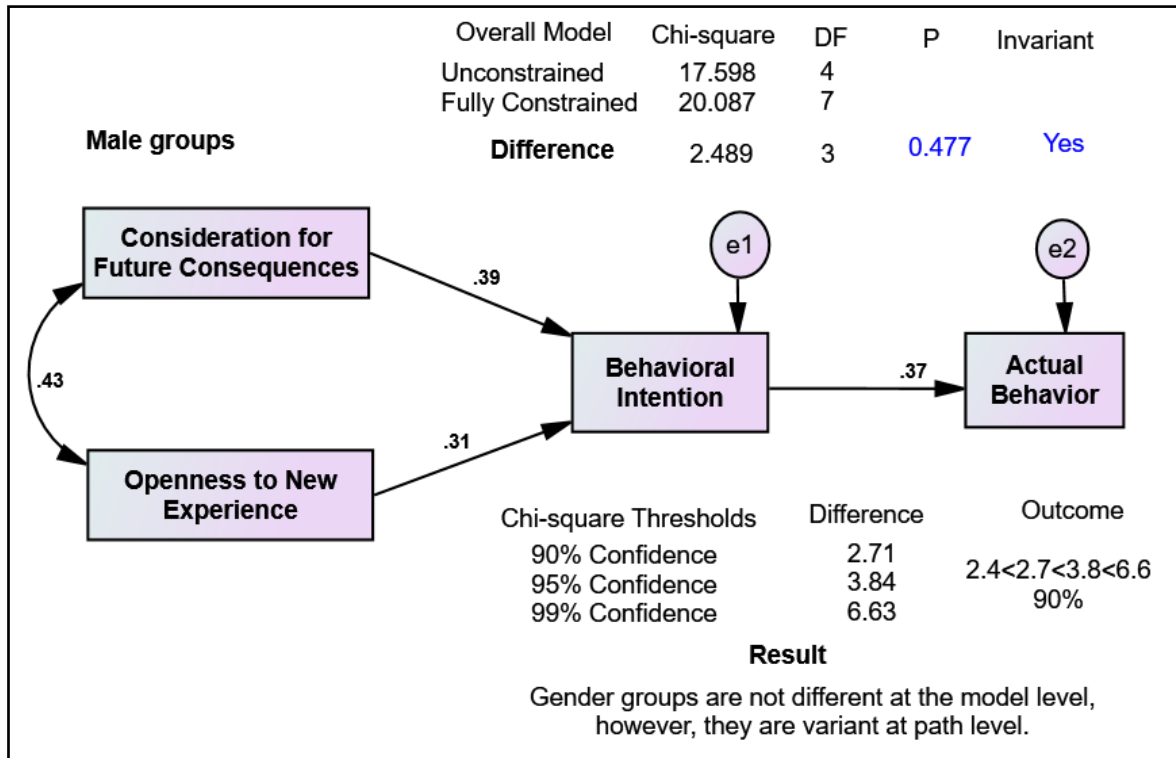 Overall Model Chi-square DF P Invariant
Unconstrained 17.598 4
Fully Constrained 20.087 7
Difference 2.489 3 0.477 Yes
Male groups
Consideration for
Future Consequences
e1
e2
.39
Behavioral
Intention
.37
Actual
Behavior
.43
.31
Openness to New
Experience
Chi-square Thresholds Difference Outcome
90% Confidence 2.71
95% Confidence 3.84
99% Confidence 6.63
2.4<2.7<3.8<6.6
90%
Result
Gender groups are not different at the model level,
however, they are variant at path level.